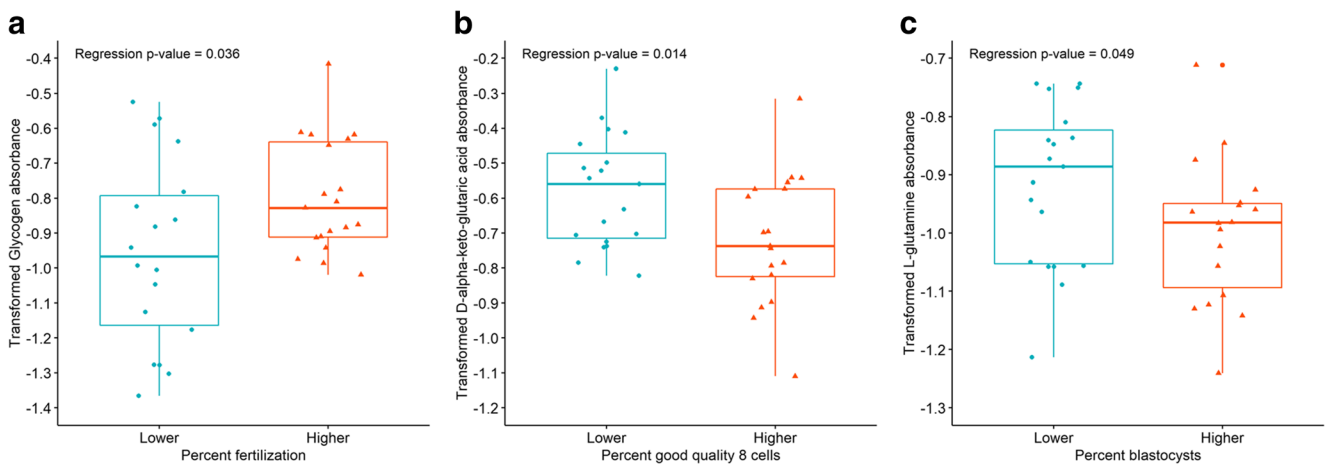 a
Regression p-value = 0.036
Transformed Glycogen absorbance
-0.4
-0.5
-0.6
-0.7
-0.8
-0.9
-1.0
-1.1
-1.2
-1.3
-1.4
Lower
Higher
Percent fertilization
b
Regression p-value = 0.014
Transformed D-alpha-keto-glutaric acid absorbance
-0.2
-0.3
-0.4
-0.5
-0.6
-0.7
-0.8
-0.9
-1.0
-1.1
-1.2
Lower
Higher
Percent good quality 8 cells
c
Regression p-value = 0.049
Transformed L-glutamine absorbance
-0.7
-0.8
-0.9
-1.0
-1.1
-1.2
-1.3
Lower
Higher
Percent blastocysts